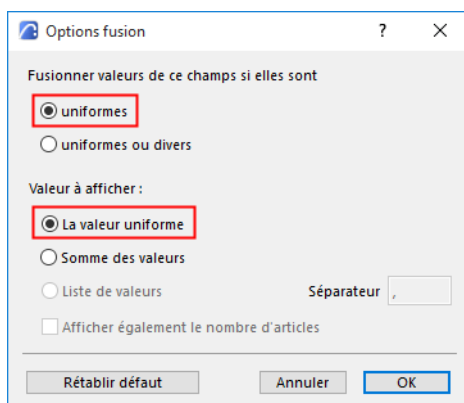 Options fusion
Fusionner valeurs de ce champs si elles sont
uniformes
uniformes ou divers
Valeur à afficher :
La valeur uniforme
Somme des valeurs
Liste de valeurs Séparateur ,
Afficher également le nombre d'articles
Rétablir défaut Annuler OK